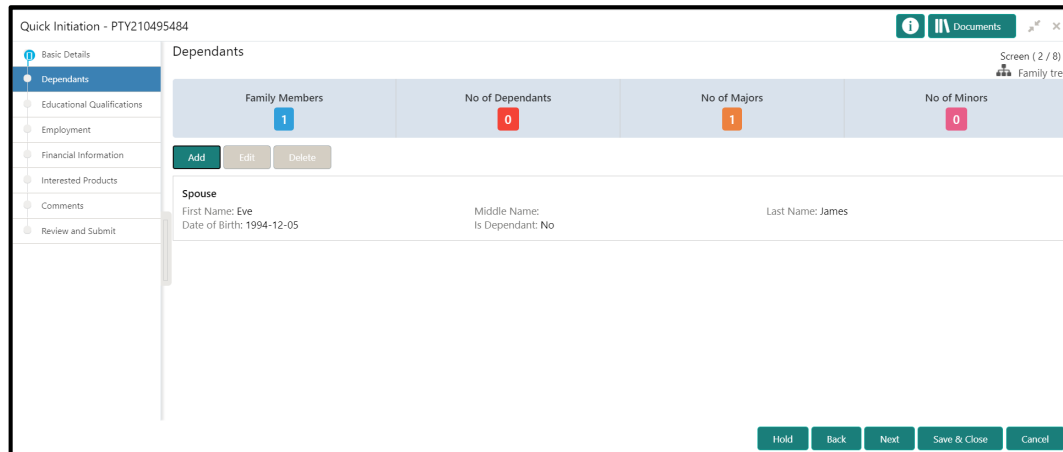 Quick Initiation - PTY210495484
i
Documents
Basic Details
Dependants
Educational Qualifications
Employment
Financial Information
Interested Products
Comments
Review and Submit
Dependants
Screen ( 2 / 8)
Family tre
Family Members
1
No of Dependants
0
No of Majors
1
No of Minors
0
Add Edit Delete
Spouse
First Name: Eve Middle Name: Last Name: James
Date of Birth: 1994-12-05 Is Dependant: No
Hold Back Next Save & Close Cancel